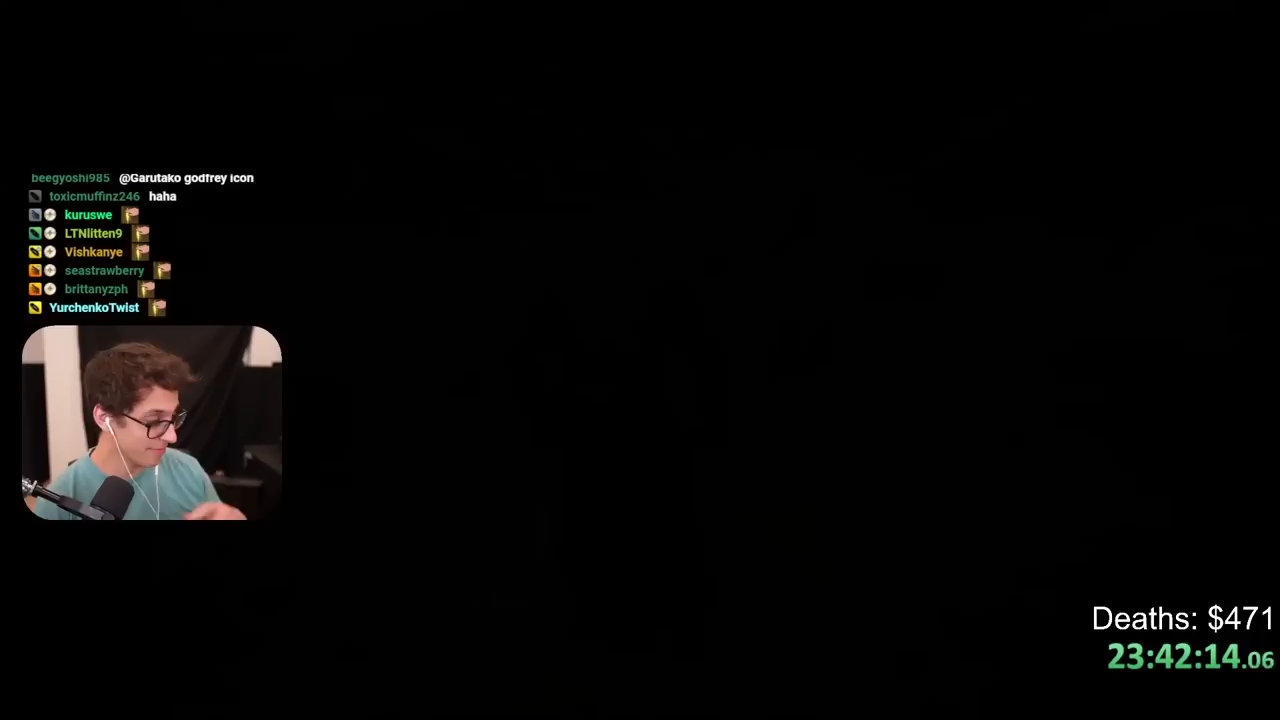 beegyoshi985 @Garutako godfrey icon
toxicmuffinz246 haha
kuruswe
LTNlitten9
Vishkanye
seastrawberry
brittanyzph
YurchenkoTwist
Deaths: $471
23:42:14.06